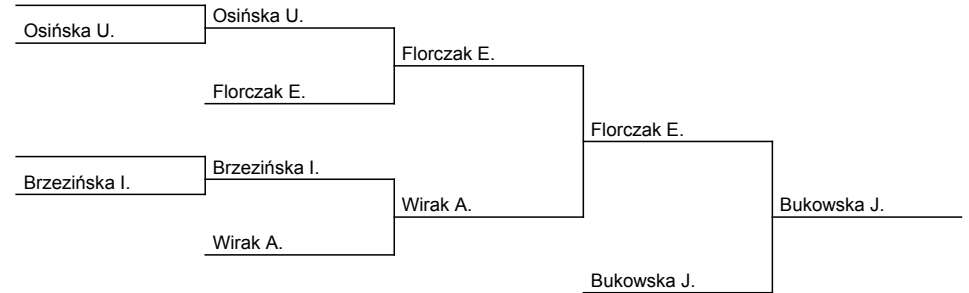 Osińska U.
Osińska U.
Florczak E.
Florczak E.
Florczak E.
Brzezińska I.
Brzezińska I.
Wirak A.
Bukowska J.
Wirak A.
Bukowska J.